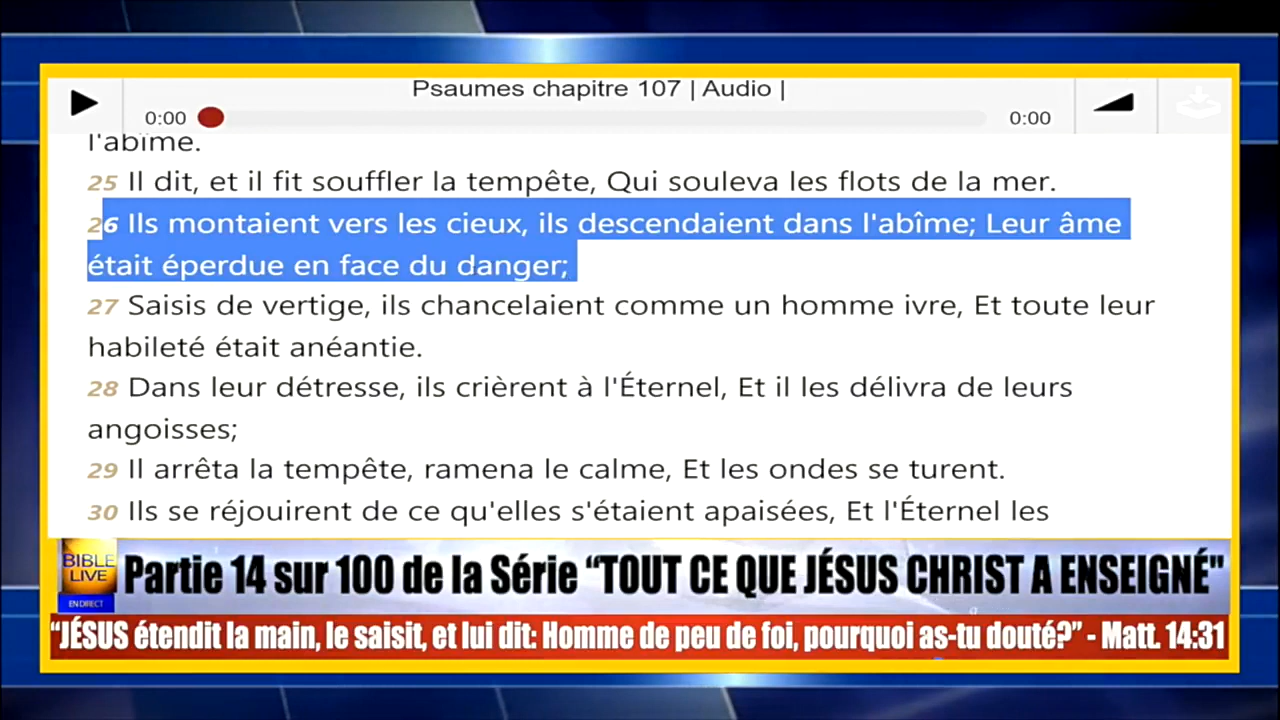 Psaumes chapitre 107 | Audio |
0:00
0:00
l'abîme.
25 Il dit, et il fit souffler la tempête, Qui souleva les flots de la mer.
26 Ils montaient vers les cieux, ils descendaient dans l'abîme; Leur âme
était éperdue en face du danger;
27 Saisis de vertige, ils chancelaient comme un homme ivre, Et toute leur
habileté était anéantie.
28 Dans leur détresse, ils crièrent à l'Éternel, Et il les délivra de leurs
angoisses;
29 Il arrêta la tempête, ramena le calme, Et les ondes se turent.
30 Ils se réjouirent de ce qu'elles s'étaient apaisées, Et l'Éternel les
BIBLE
LIVE
EN DIRECT
Partie 14 sur 100 de la Série “TOUT CE QUE JÉSUS CHRIST A ENSEIGNÉ"
“JÉSUS étendit la main, le saisit, et lui dit: Homme de peu de foi, pourquoi as-tu douté?” - Matt. 14:31